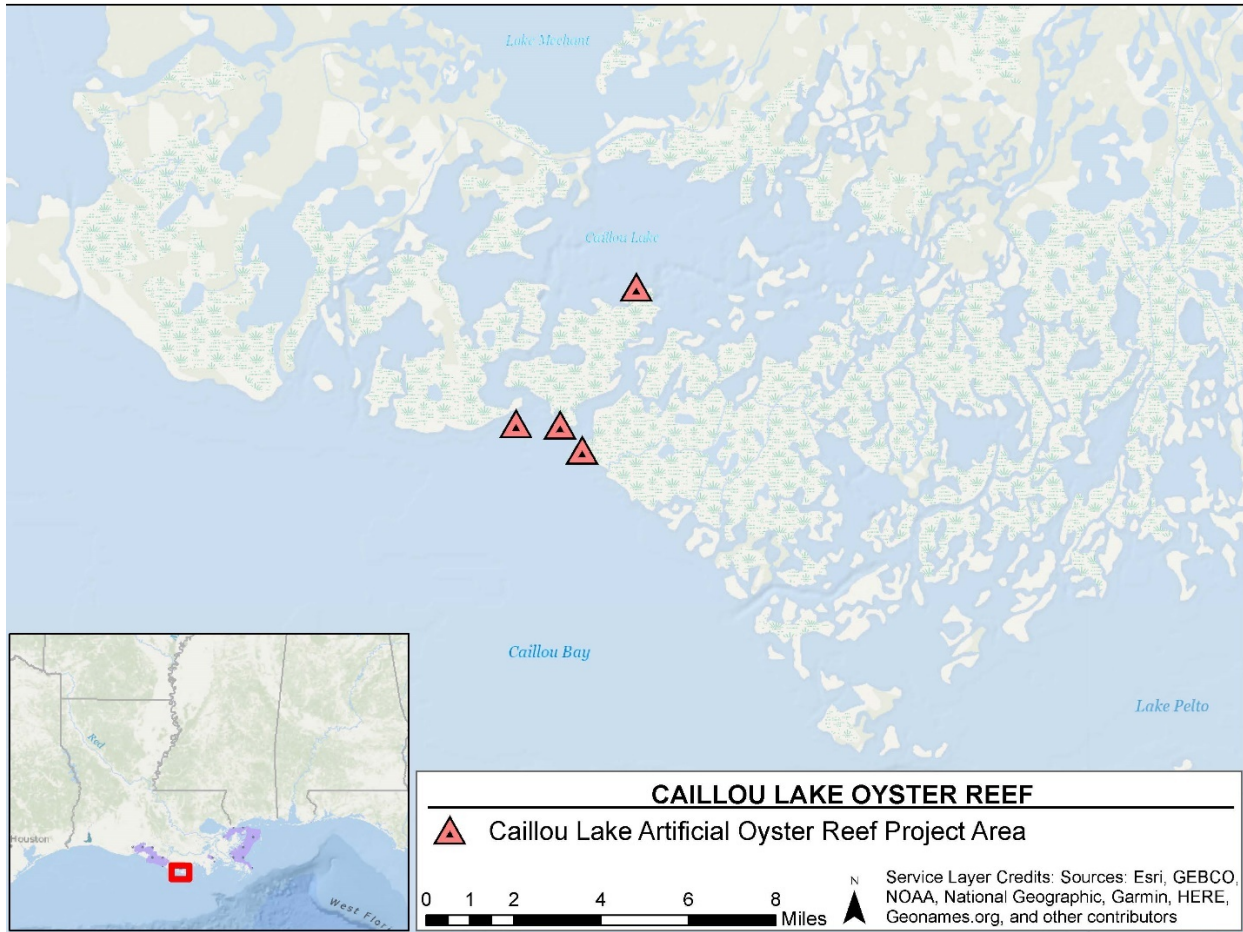 Lake Mechant
Caillou Lake
Caillou Bay
Lake Pelto
Red
Houston
West Flor
CAILLOU LAKE OYSTER REEF
Caillou Lake Artificial Oyster Reef Project Area
0 1 2 4 6 8
Miles
N
Service Layer Credits: Sources: Esri, GEBCO,
NOAA, National Geographic, Garmin, HERE,
Geonames.org, and other contributors